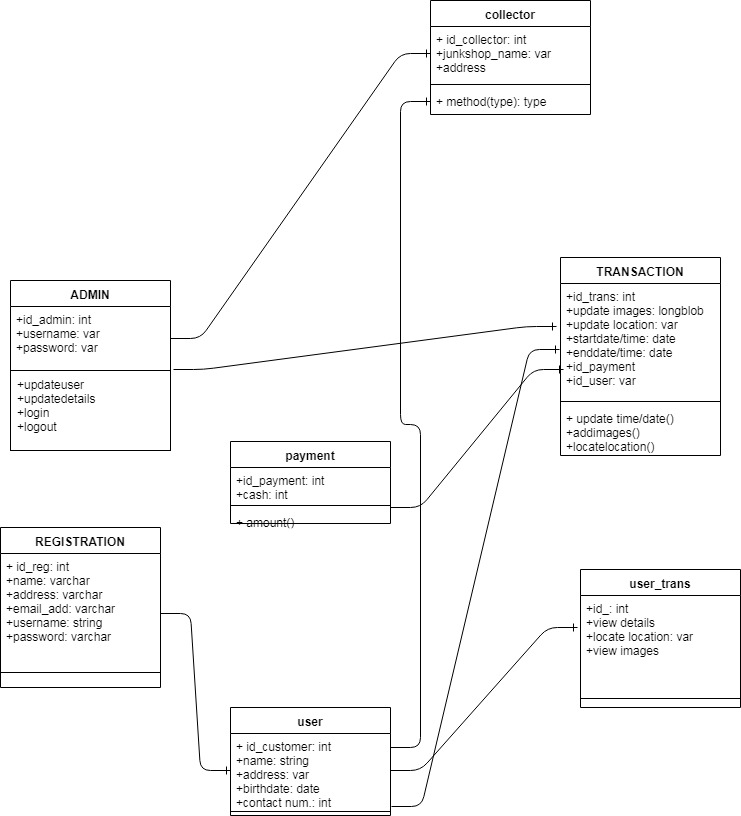 collector
+ id_collector: int
+junkshop_name: var
+address
+ method(type): type
TRANSACTION
+id_trans: int
+update images: longblob
+update location: var
+startdate/time: date
+enddate/time: date
+id_payment
+id_user: var
+ update time/date()
+addimages()
+locatelocation()
ADMIN
+id_admin: int
+username: var
+password: var
+updateuser
+updatedetails
+login
+logout
payment
+id_payment: int
+cash: int
+ amount()
REGISTRATION
+ id_reg: int
+name: varchar
+address: varchar
+email_add: varchar
+username: string
+password: varchar
user_trans
+id_: int
+view details
+locate location: var
+view images
user
+ id_customer: int
+name: string
+address: var
+birthdate: date
+contact num.: int